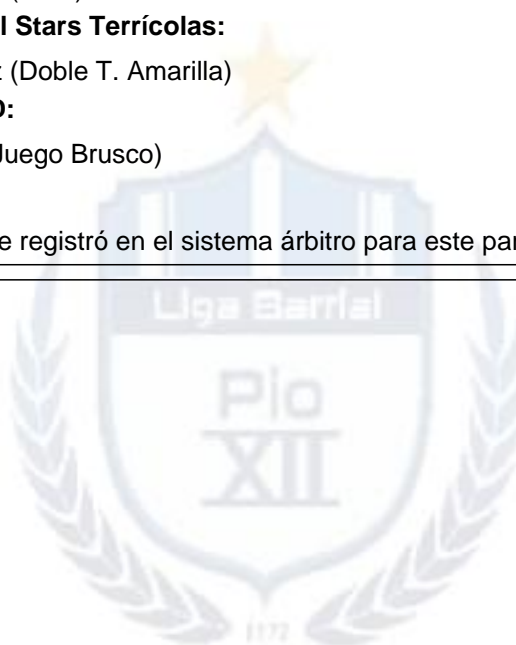 l Stars Terrícolas:
(Doble T. Amarilla)
Juego Brusco)
e registró en el sistema árbitro para este par
Liga Barrial
Pio
XII